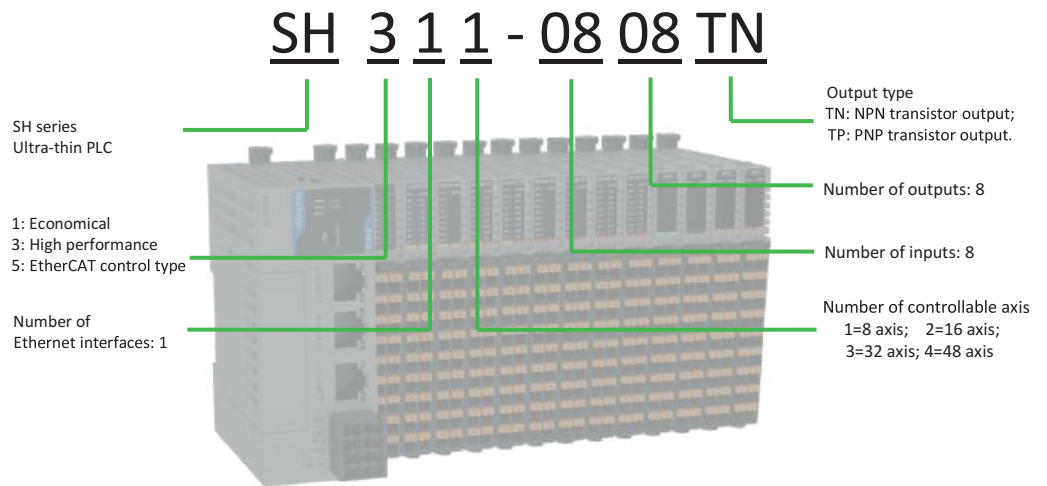 SH 3 1 1 - 08 08 TN
SH series
Ultra-thin PLC
1: Economical
3: High performance
5: EtherCAT control type
Number of
Ethernet interfaces: 1
Output type
TN: NPN transistor output;
TP: PNP transistor output.
Number of outputs: 8
Number of inputs: 8
Number of controllable axis
1=8 axis; 2=16 axis;
3=32 axis; 4=48 axis